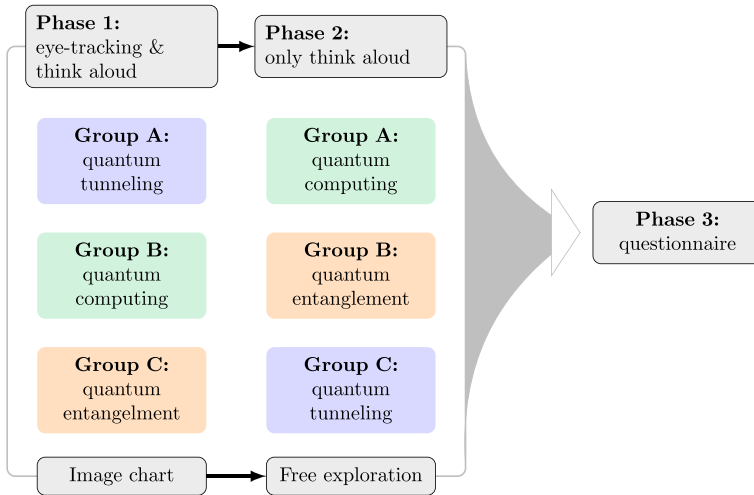 Phase 1:
eye-tracking &
think aloud
Phase 2:
only think aloud
Group A:
quantum
tunneling
Group A:
quantum
computing
Group B:
quantum
computing
Group B:
quantum
entanglement
Group C:
quantum
entangelment
Group C:
quantum
tunneling
Image chart
Free exploration
Phase 3:
questionnaire